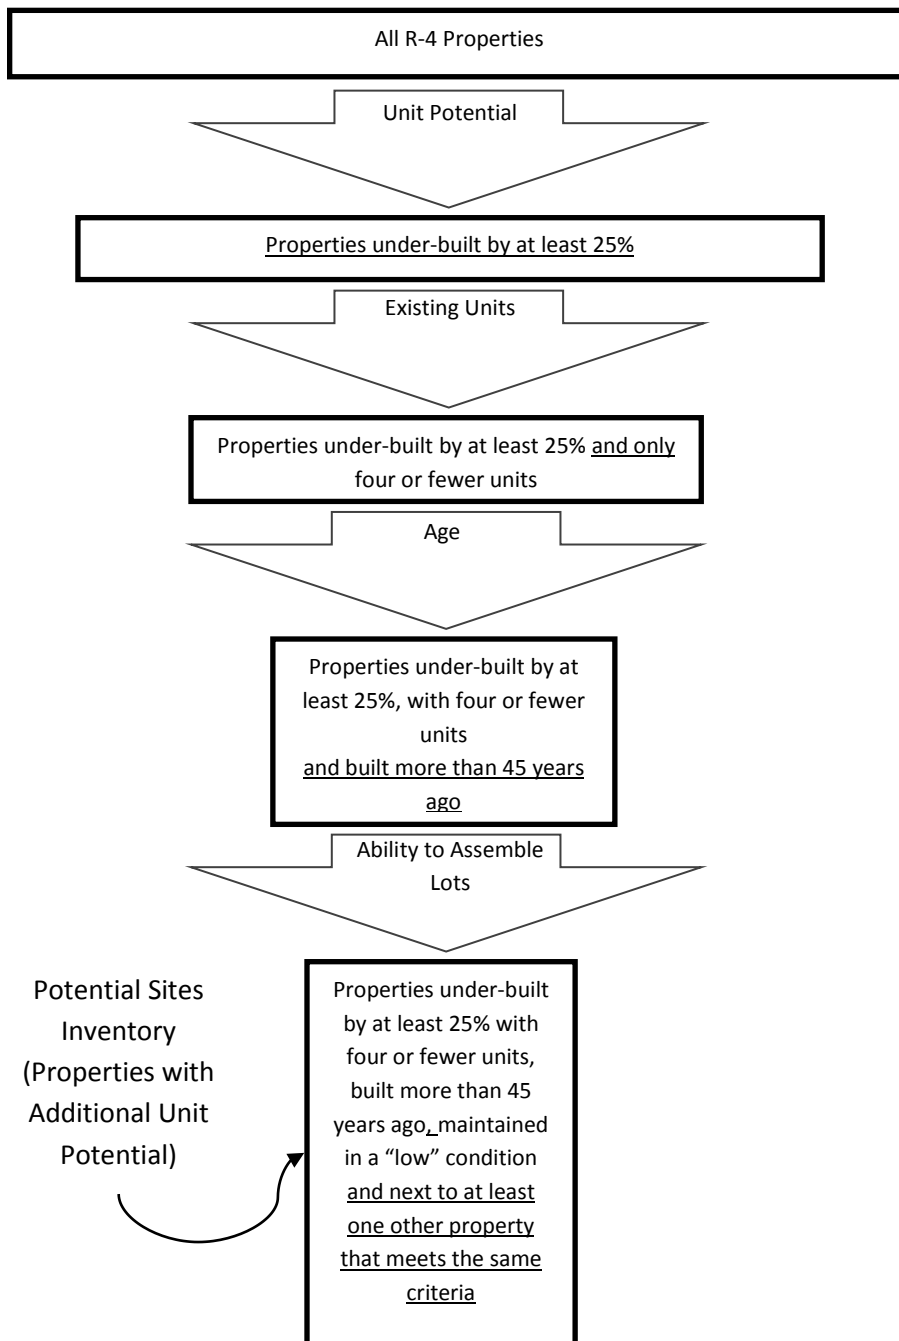 All R-4 Properties
Unit Potential
Properties under-built by at least 25%
Existing Units
Properties under-built by at least 25% and only
four or fewer units
Age
Properties under-built by at
least 25%, with four or fewer
units
and built more than 45 years
ago
Ability to Assemble
Lots
Potential Sites
Inventory
(Properties with
Additional Unit
Potential)
Properties under-built
by at least 25% with
four or fewer units,
built more than 45
years ago, maintained
in a “low” condition
and next to at least
one other property
that meets the same
criteria